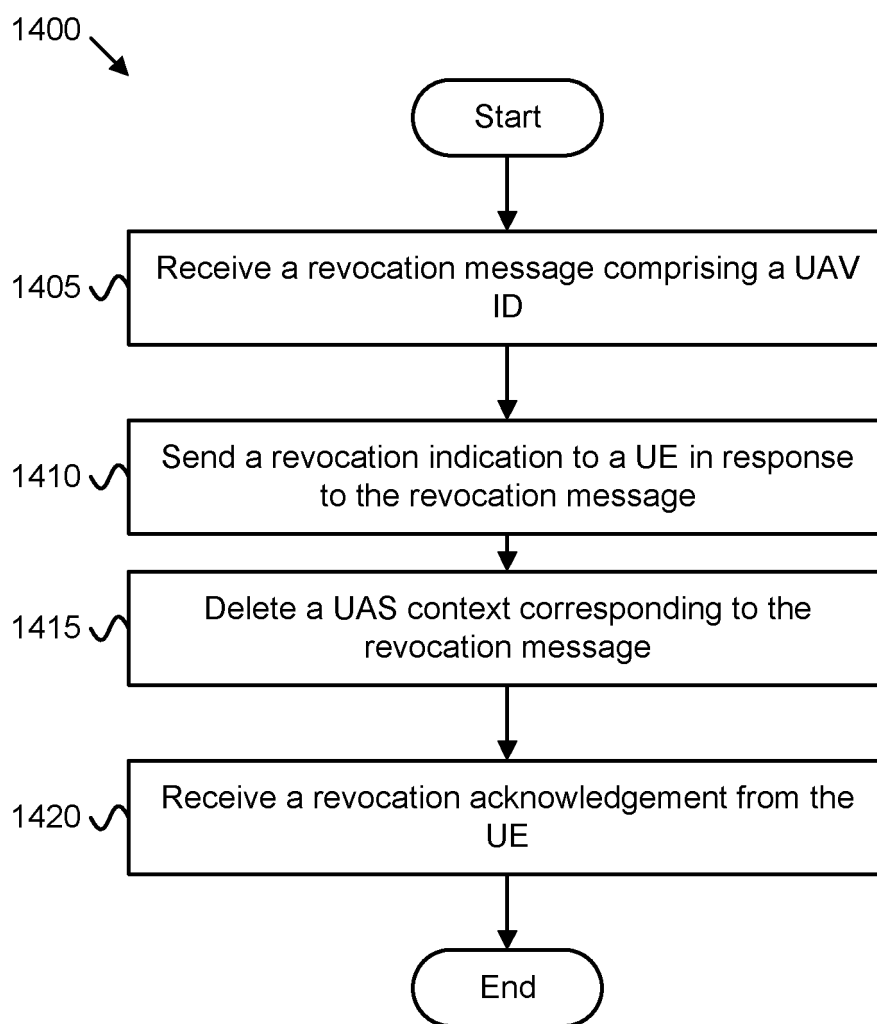 1400
Start
1405
Receive a revocation message comprising a UAV
ID
1410
Send a revocation indication to a UE in response
to the revocation message
1415
Delete a UAS context corresponding to the
revocation message
1420
Receive a revocation acknowledgement from the
UE
End